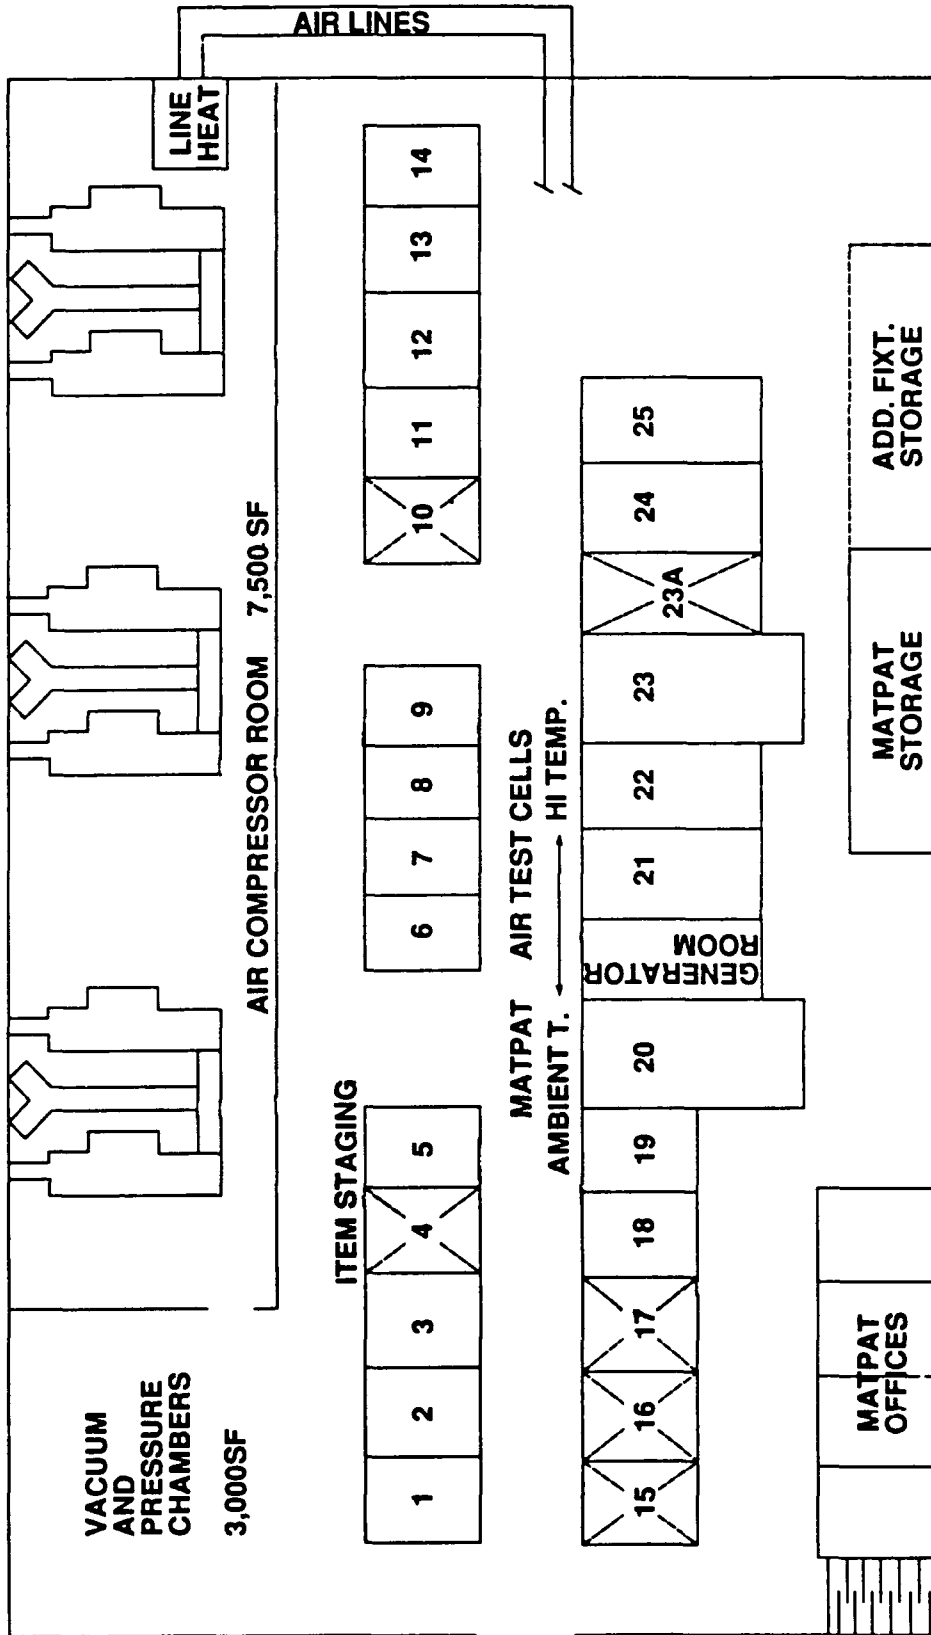 VACUUM
AND
PRESSURE
CHAMBERS
3,000SF
AIR COMPRESSOR ROOM 7,500 SF
LINE
HEAT
AIR LINES
ITEM STAGING
1 2 3 4 5 6 7 8 9 10 11 12 13 14
MATPAT AIR TEST CELLS
AMBIENT T. HI TEMP.
15 16 17 18 19 20
GENERATOR
ROOM
21 22 23 23A 24 25
MATPAT
OFFICES
MATPAT
STORAGE
ADD. FIXT.
STORAGE